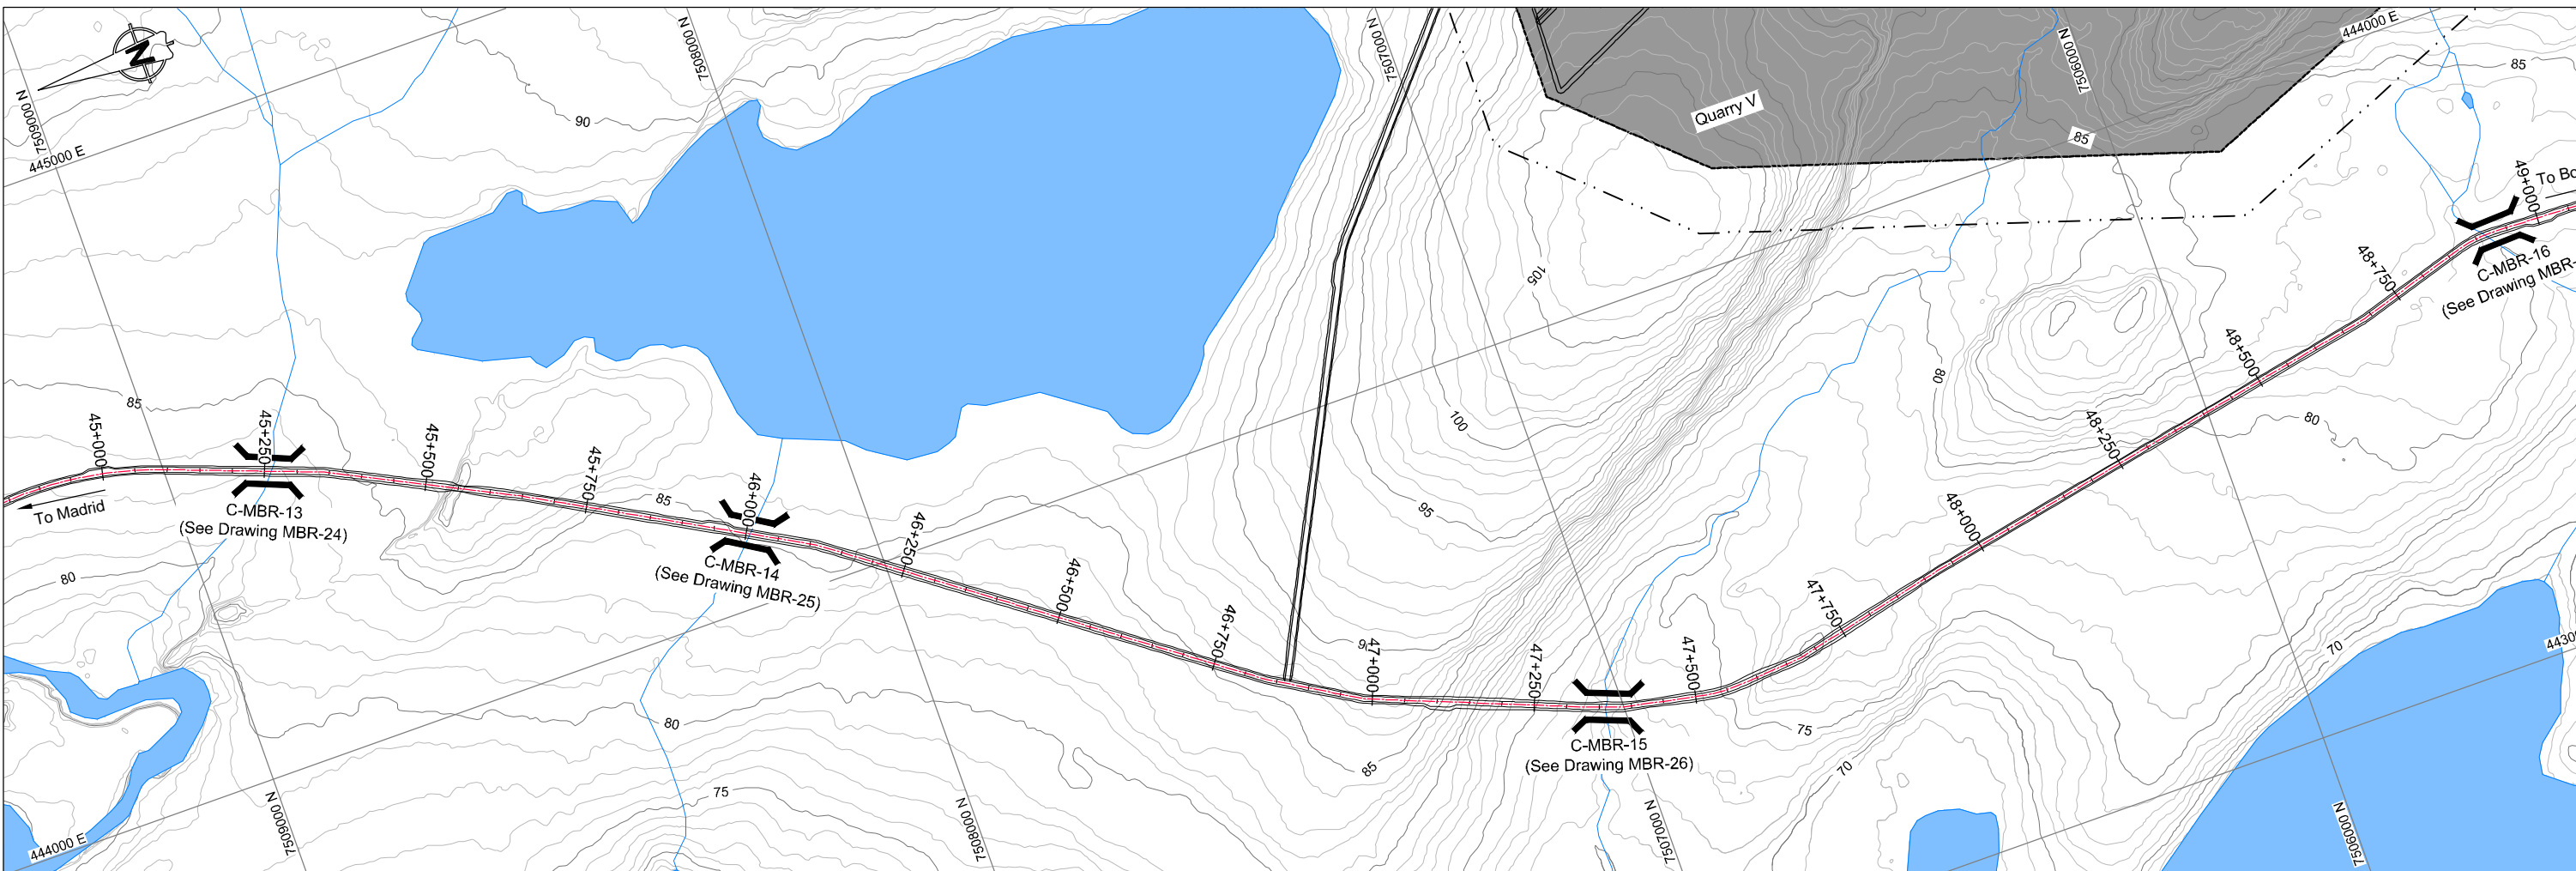 N
7509000 N
445000 E
90
7508000 N
7507000 N
Quarry V
7506000 N
85
444000 E
85
49+000
To Bo
C-MBR-16
(See Drawing MBR-
48+750
48+500
48+250
48+000
47+750
47+500
47+250
47+000
46+750
46+500
46+250
46+000
45+750
45+500
45+250
45+000
85
To Madrid
C-MBR-13
(See Drawing MBR-24)
80
85
C-MBR-14
(See Drawing MBR-25)
105
100
95
80
80
80
75
85
C-MBR-15
(See Drawing MBR-26)
75
70
70
4430
444000 E
7509000 N
7508000 N
7507000 N
7506000 N